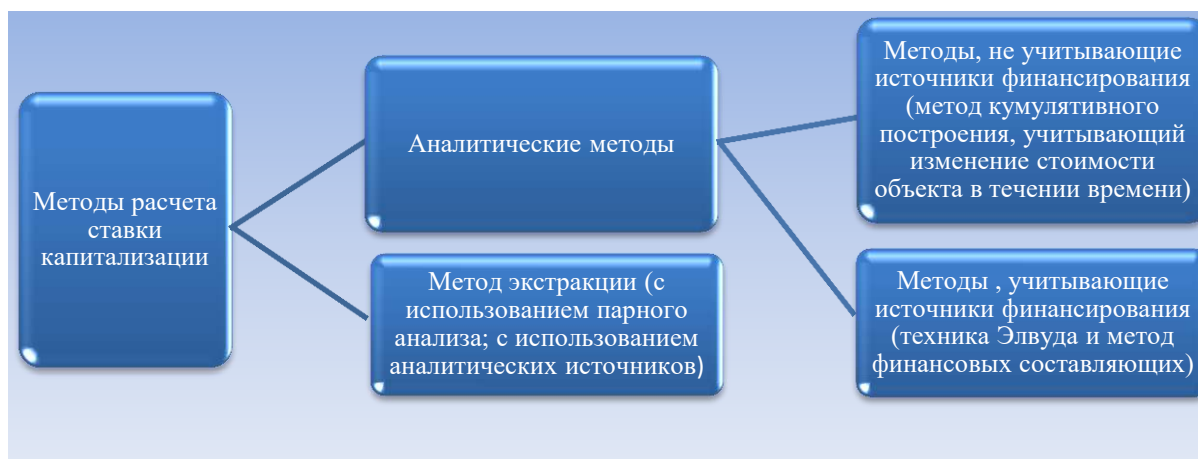 Методы расчета
ставки
капитализации
Аналитические методы
Метод экстракции (с
использованием парного
анализа; с использованием
аналитических источников)
Методы, не учитывающие
источники финансирования
(метод кумулятивного
построения, учитывающий
изменение стоимости
объекта в течении времени)
Методы , учитывающие
источники финансирования
(техника Элвуда и метод
финансовых составляющих)